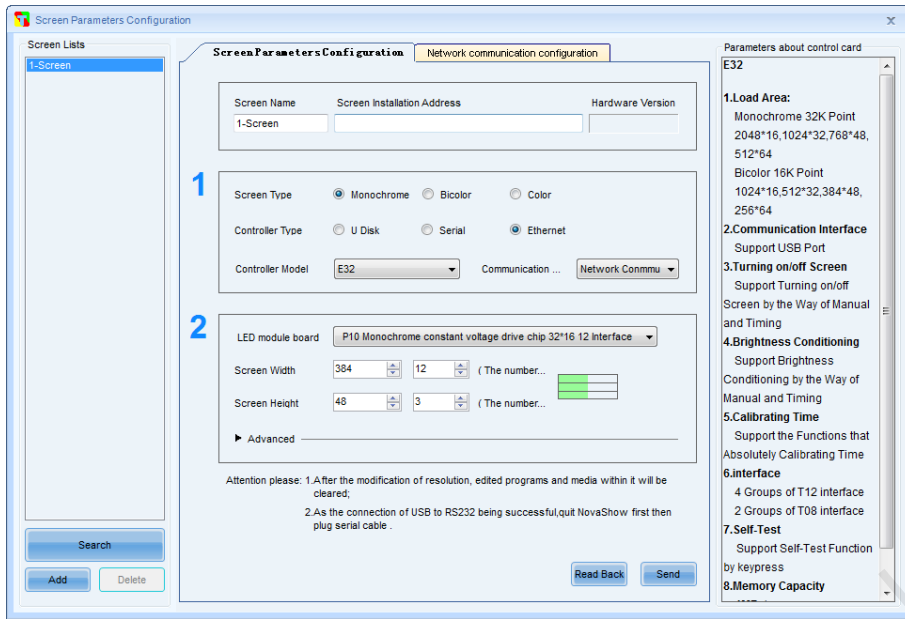 Screen Parameters Configuration
x
Screen Lists
1-Screen
Search
Add
Delete
ScreenParametersConfiguration
Network communication configuration
Screen Name
Screen Installation Address
Hardware Version
1-Screen
1
Screen Type
Monochrome
Bicolor
Color
Controller Type
U Disk
Serial
Ethernet
Controller Model
E32
Communication ...
Network Conmmu
2
LED module board
P10 Monochrome constant voltage drive chip 32*16 12 Interface
Screen Width
384
12
( The number...
Screen Height
48
3
( The number...
Advanced
Attention please: 1.After the modification of resolution, edited programs and media within it will be
cleared;
2.As the connection of USB to RS232 being successful,quit NovaShow first then
plug serial cable .
Read Back
Send
Parameters about control card
E32
1.Load Area:
Monochrome 32K Point
2048*16,1024*32,768*48,
512*64
Bicolor 16K Point
1024*16,512*32,384*48,
256*64
2.Communication Interface
Support USB Port
3.Turning on/off Screen
Support Turning on/off
Screen by the Way of Manual
and Timing
4.Brightness Conditioning
Support Brightness
Conditioning by the Way of
Manual and Timing
5.Calibrating Time
Support the Functions that
Absolutely Calibrating Time
6.interface
4 Groups of T12 interface
2 Groups of T08 interface
7.Self-Test
Support Self-Test Function
by keypress
8.Memory Capacity